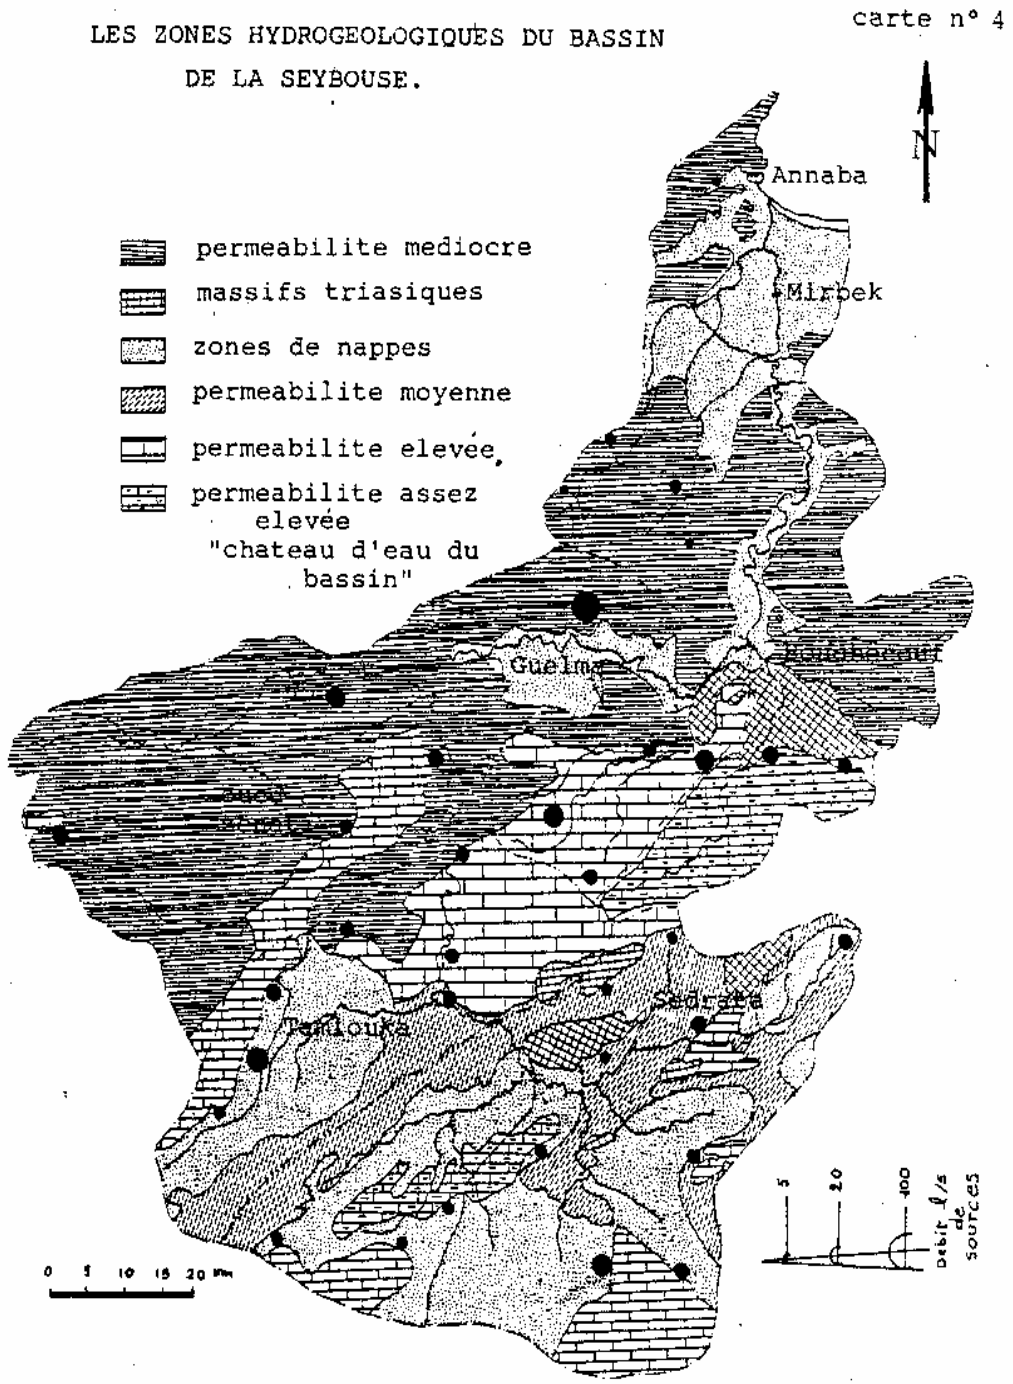 carte n° 4
LES ZONES HYDROGEOLOGIQUES DU BASSIN
DE LA SEYBOUSE.
N
Annaba
permeabilite mediocre
massifs triasiques
Mirbek
zones de nappes
permeabilite moyenne
permeabilite elevée.
permeabilite assez
elevée
"chateau d'eau du
bassin"
Guelma
Sedrata
Tamlouka
5 20 100
Debit l/s
de
sources
0 5 10 15 20 km